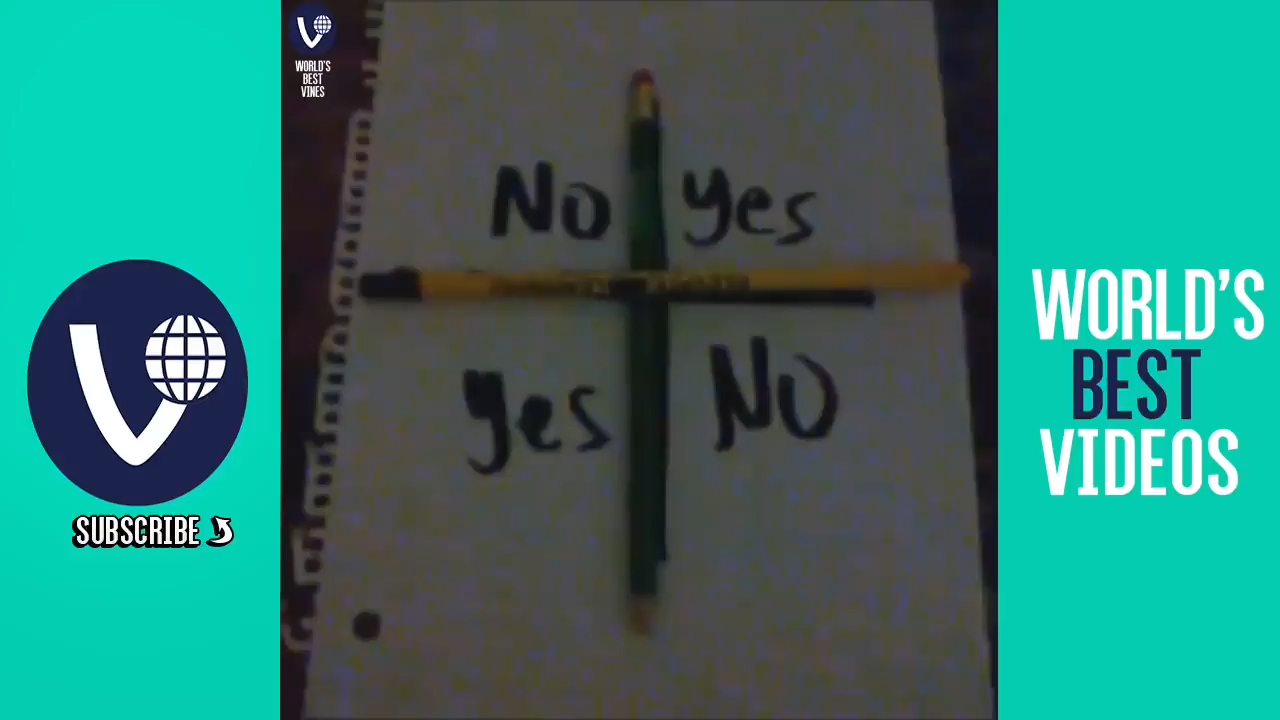 WORLD'S
BEST
VINES
No yes
yes No
SUBSCRIBE
WORLD'S
BEST
VIDEOS